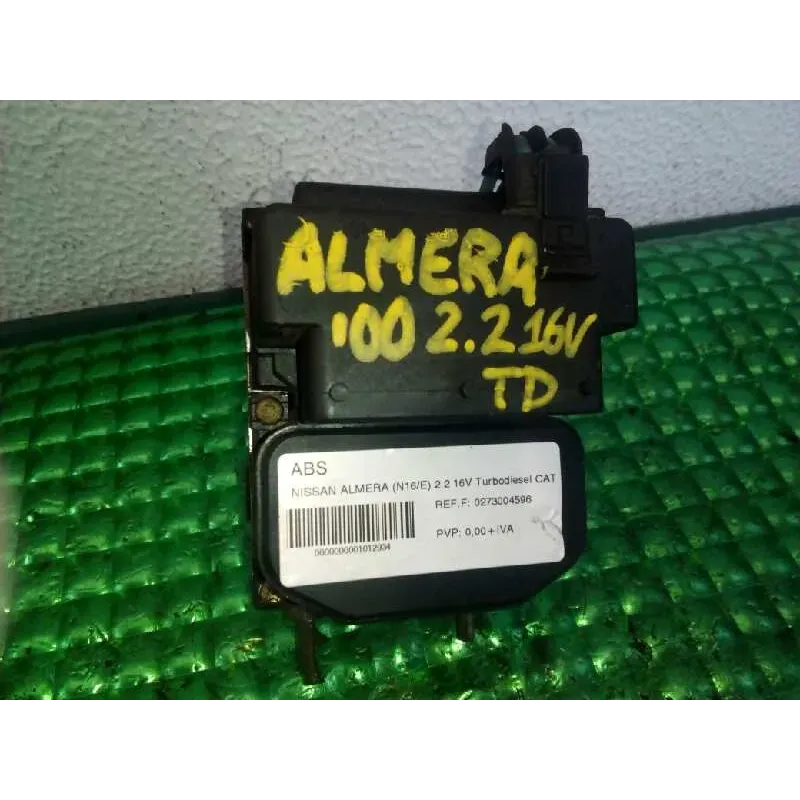 ALMERA
'00 2.2 16V
TD
ABS
NISSAN ALMERA (N16/E) 2.2 16V Turbodiesel CAT
REF.F: 0273004596
PVP: 0,00+IVA
0000000001012904